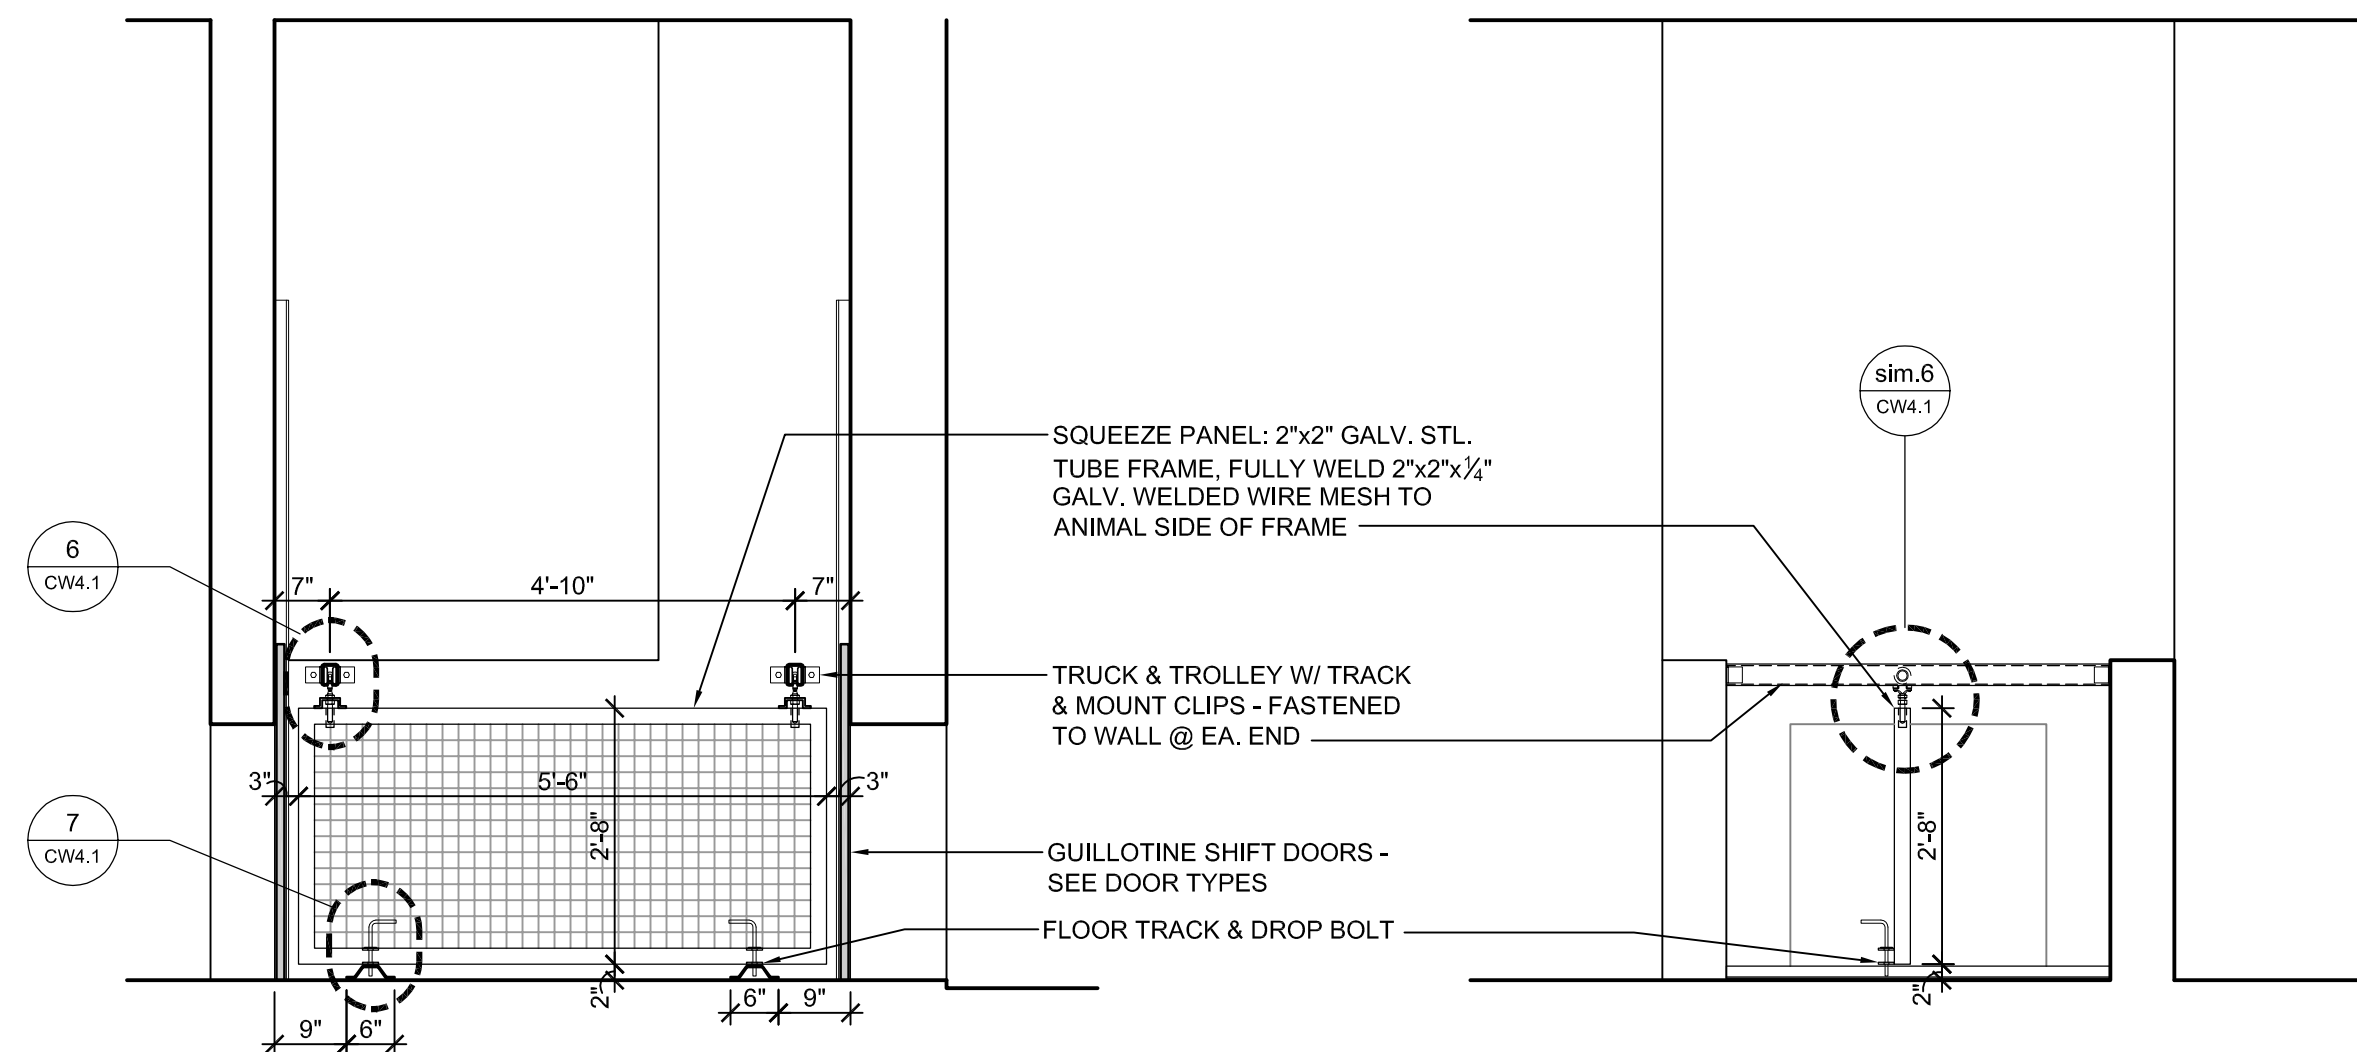 sim.6
CW4.1
SQUEEZE PANEL: 2"x2" GALV. STL.
TUBE FRAME, FULLY WELD 2"x2"x¼"
GALV. WELDED WIRE MESH TO
ANIMAL SIDE OF FRAME
6
CW4.1
7"
4'-10"
7"
TRUCK & TROLLEY W/ TRACK
& MOUNT CLIPS - FASTENED
TO WALL @ EA. END
3"
5'-6"
3"
2'-8"
2'-8"
7
CW4.1
GUILLOTINE SHIFT DOORS -
SEE DOOR TYPES
FLOOR TRACK & DROP BOLT
2"
2"
6"
9"
9"
6"